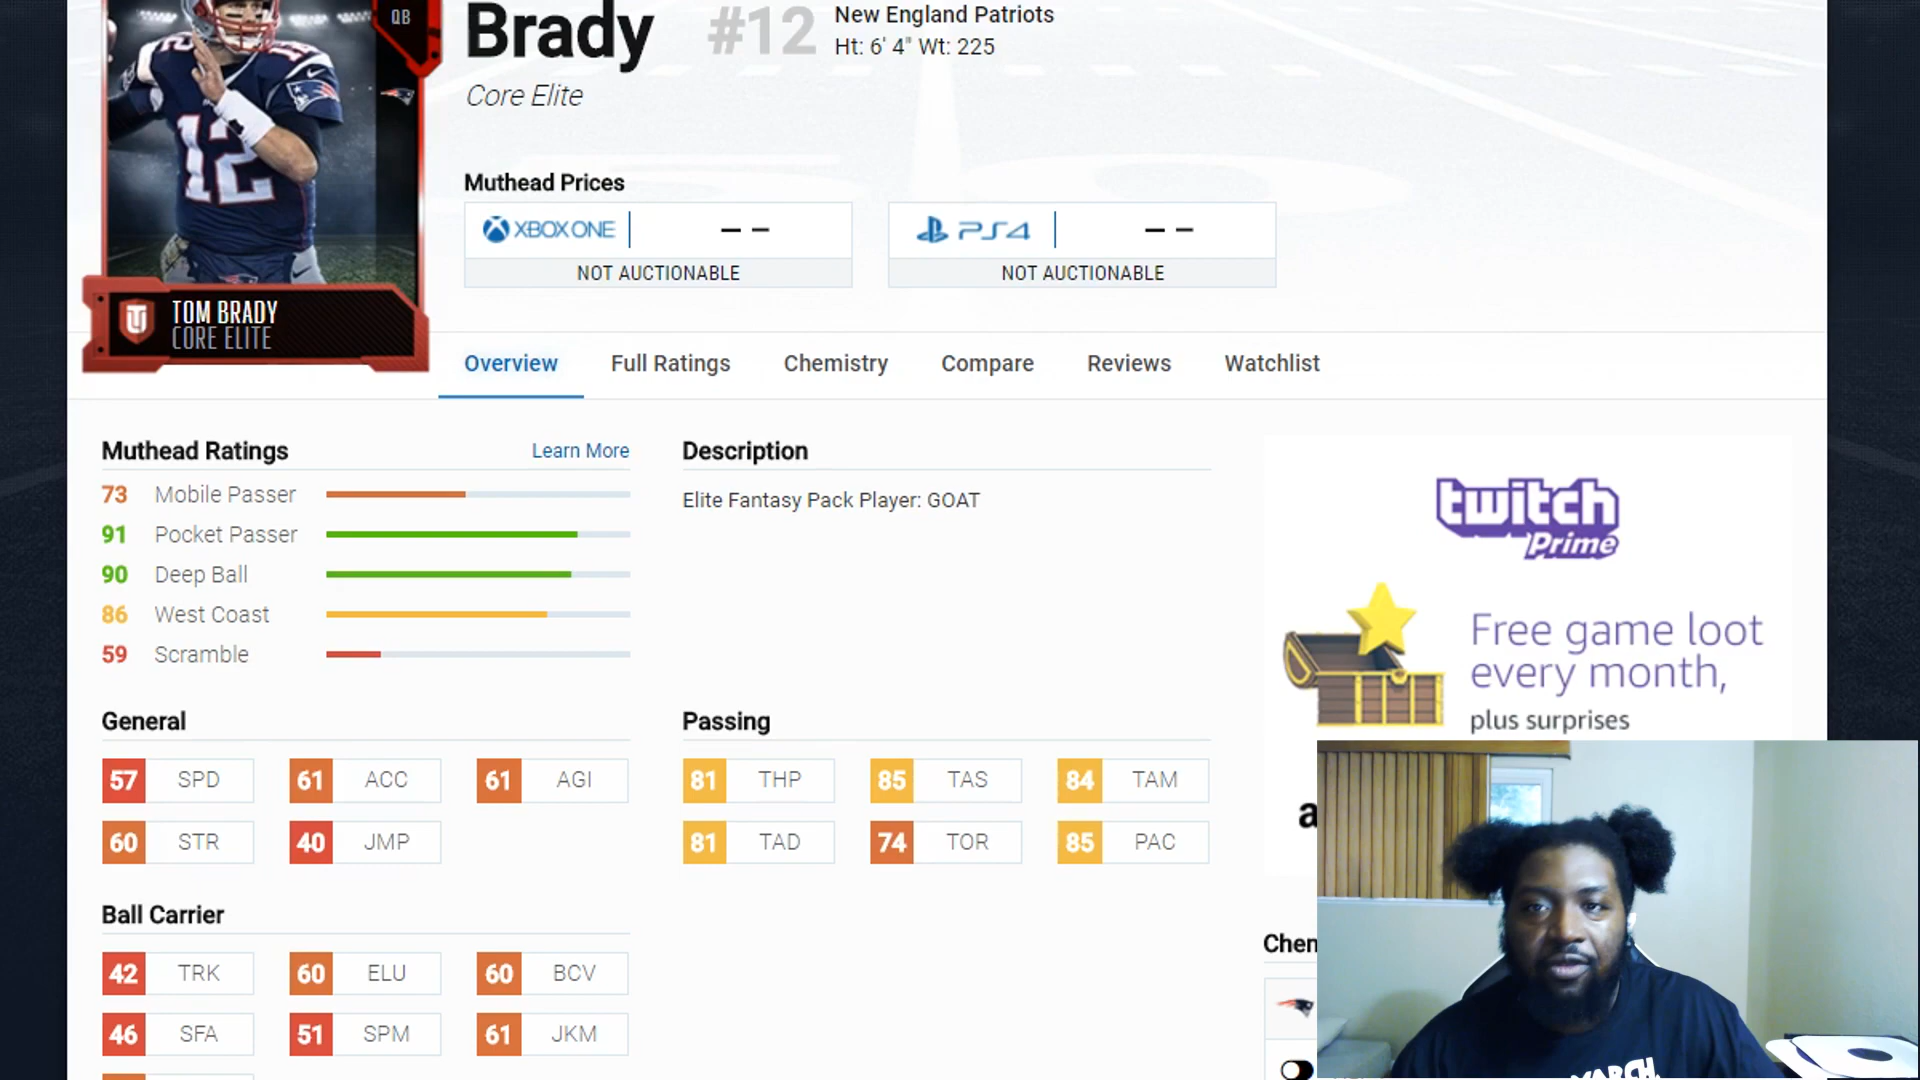 QB
Brady
#12
New England Patriots
Ht: 6' 4" Wt: 225
Core Elite
12
TOM BRADY
CORE ELITE
Muthead Prices
XBOX ONE
– –
NOT AUCTIONABLE
PS4
– –
NOT AUCTIONABLE
Overview
Full Ratings
Chemistry
Compare
Reviews
Watchlist
Muthead Ratings
Learn More
73 Mobile Passer
91 Pocket Passer
90 Deep Ball
86 West Coast
59 Scramble
Description
Elite Fantasy Pack Player: GOAT
twitch
Prime
Free game loot
every month,
plus surprises
a
General
57 SPD
61 ACC
61 AGI
60 STR
40 JMP
Passing
81 THP
85 TAS
84 TAM
81 TAD
74 TOR
85 PAC
Ball Carrier
42 TRK
60 ELU
60 BCV
46 SFA
51 SPM
61 JKM
Chem